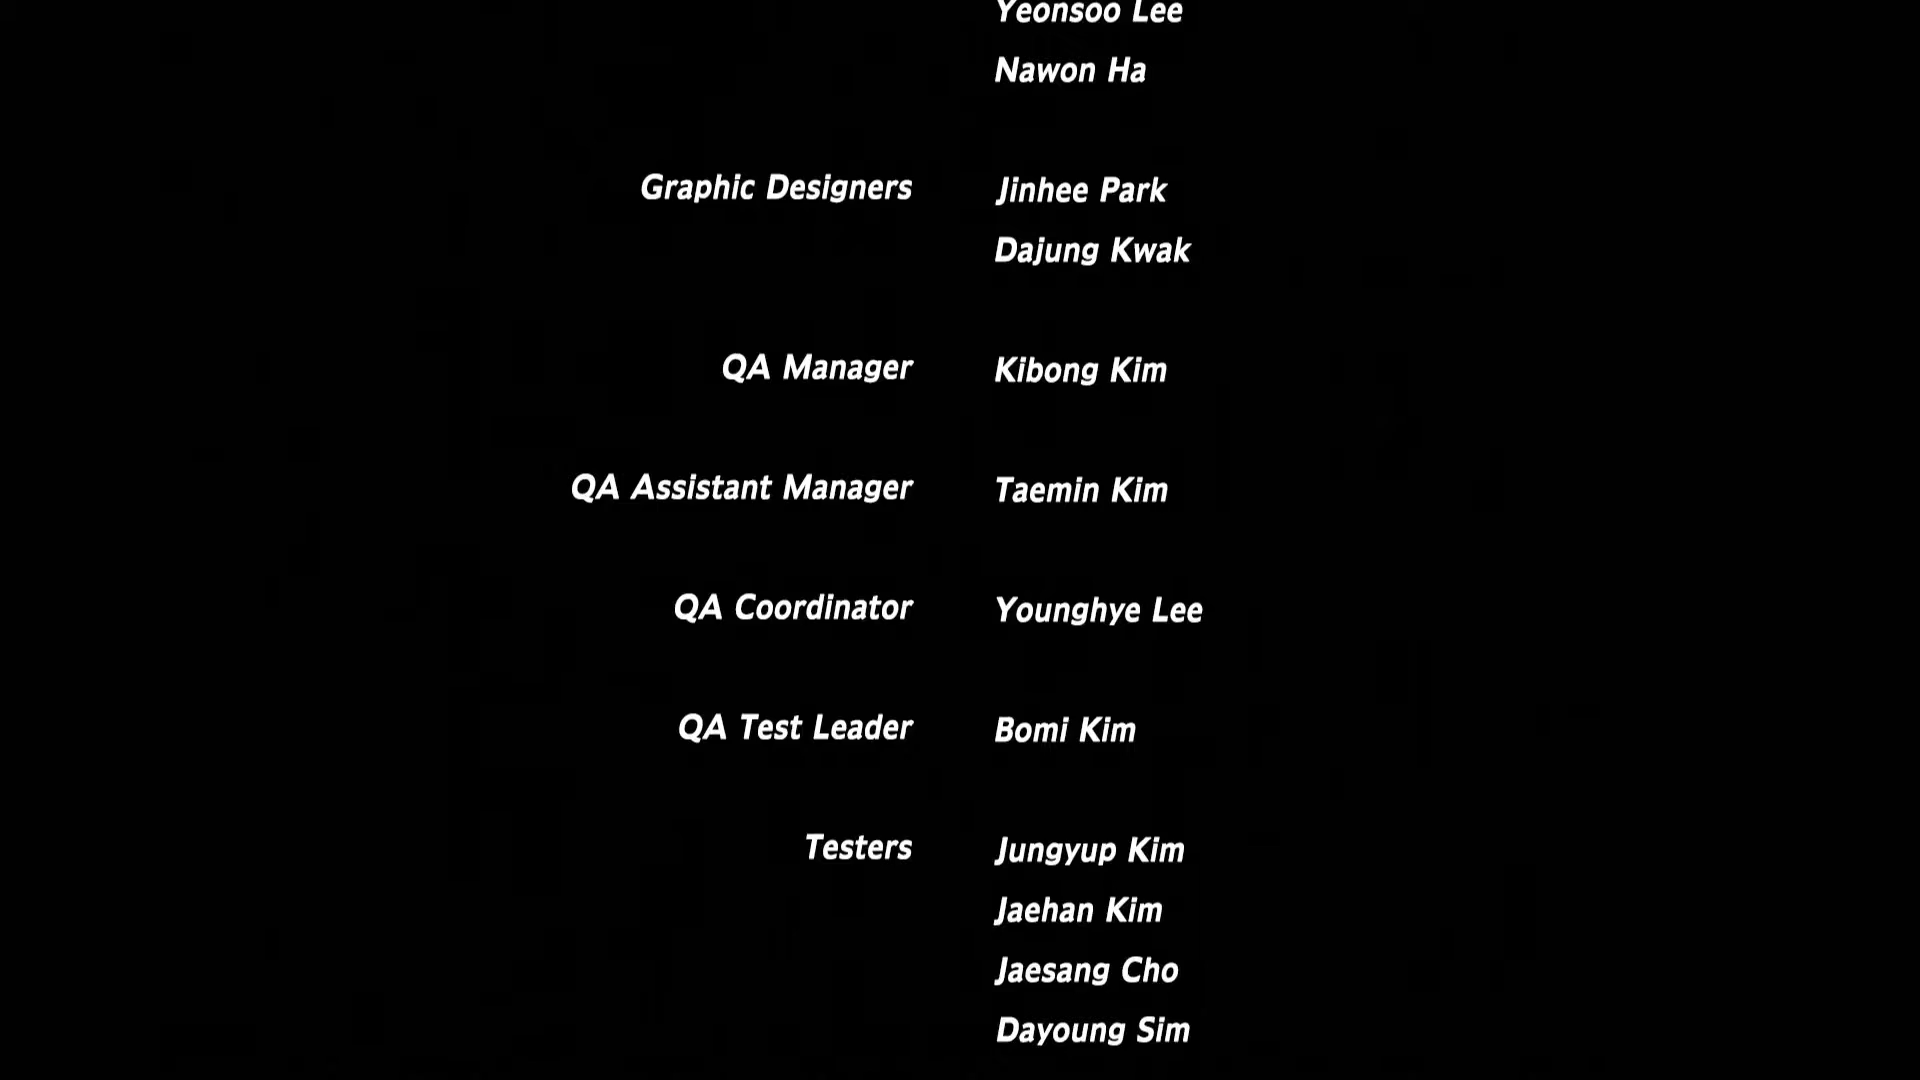 Yeonsoo Lee
Nawon Ha
Graphic Designers Jinhee Park
Dajung Kwak
QA Manager Kibong Kim
QA Assistant Manager Taemin Kim
QA Coordinator Younghye Lee
QA Test Leader Bomi Kim
Testers Jungyup Kim
Jaehan Kim
Jaesang Cho
Dayoung Sim